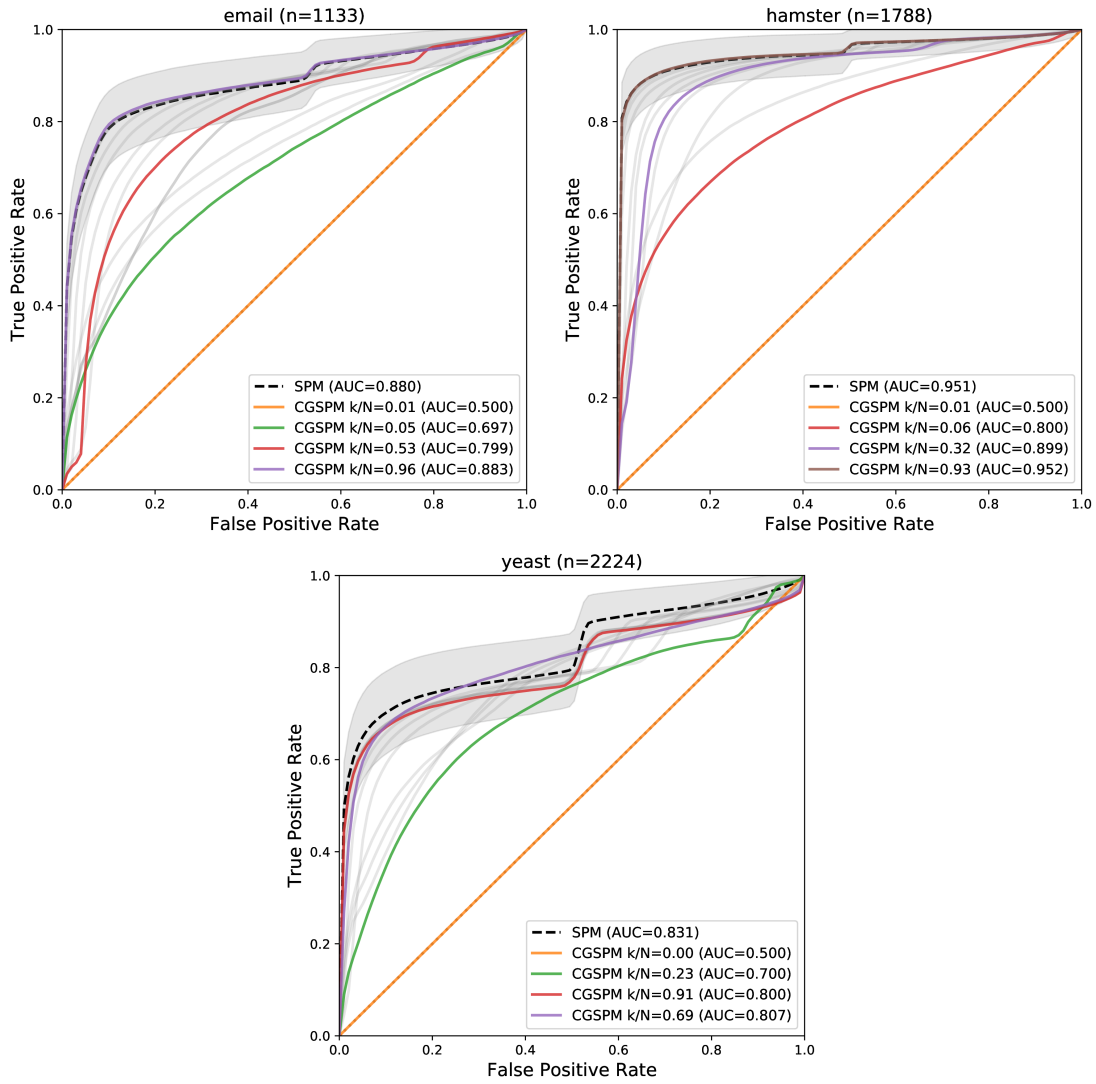 email (n=1133)
True Positive Rate
1.0
0.8
0.6
0.4
0.2
0.0
SPM (AUC=0.880)
CGSPM k/N=0.01 (AUC=0.500)
CGSPM k/N=0.05 (AUC=0.697)
CGSPM k/N=0.53 (AUC=0.799)
CGSPM k/N=0.96 (AUC=0.883)
0.0 0.2 0.4 0.6 0.8 1.0
False Positive Rate
hamster (n=1788)
True Positive Rate
1.0
0.8
0.6
0.4
0.2
0.0
SPM (AUC=0.951)
CGSPM k/N=0.01 (AUC=0.500)
CGSPM k/N=0.06 (AUC=0.800)
CGSPM k/N=0.32 (AUC=0.899)
CGSPM k/N=0.93 (AUC=0.952)
0.0 0.2 0.4 0.6 0.8 1.0
False Positive Rate
yeast (n=2224)
True Positive Rate
1.0
0.8
0.6
0.4
0.2
0.0
SPM (AUC=0.831)
CGSPM k/N=0.00 (AUC=0.500)
CGSPM k/N=0.23 (AUC=0.700)
CGSPM k/N=0.91 (AUC=0.800)
CGSPM k/N=0.69 (AUC=0.807)
0.0 0.2 0.4 0.6 0.8 1.0
False Positive Rate